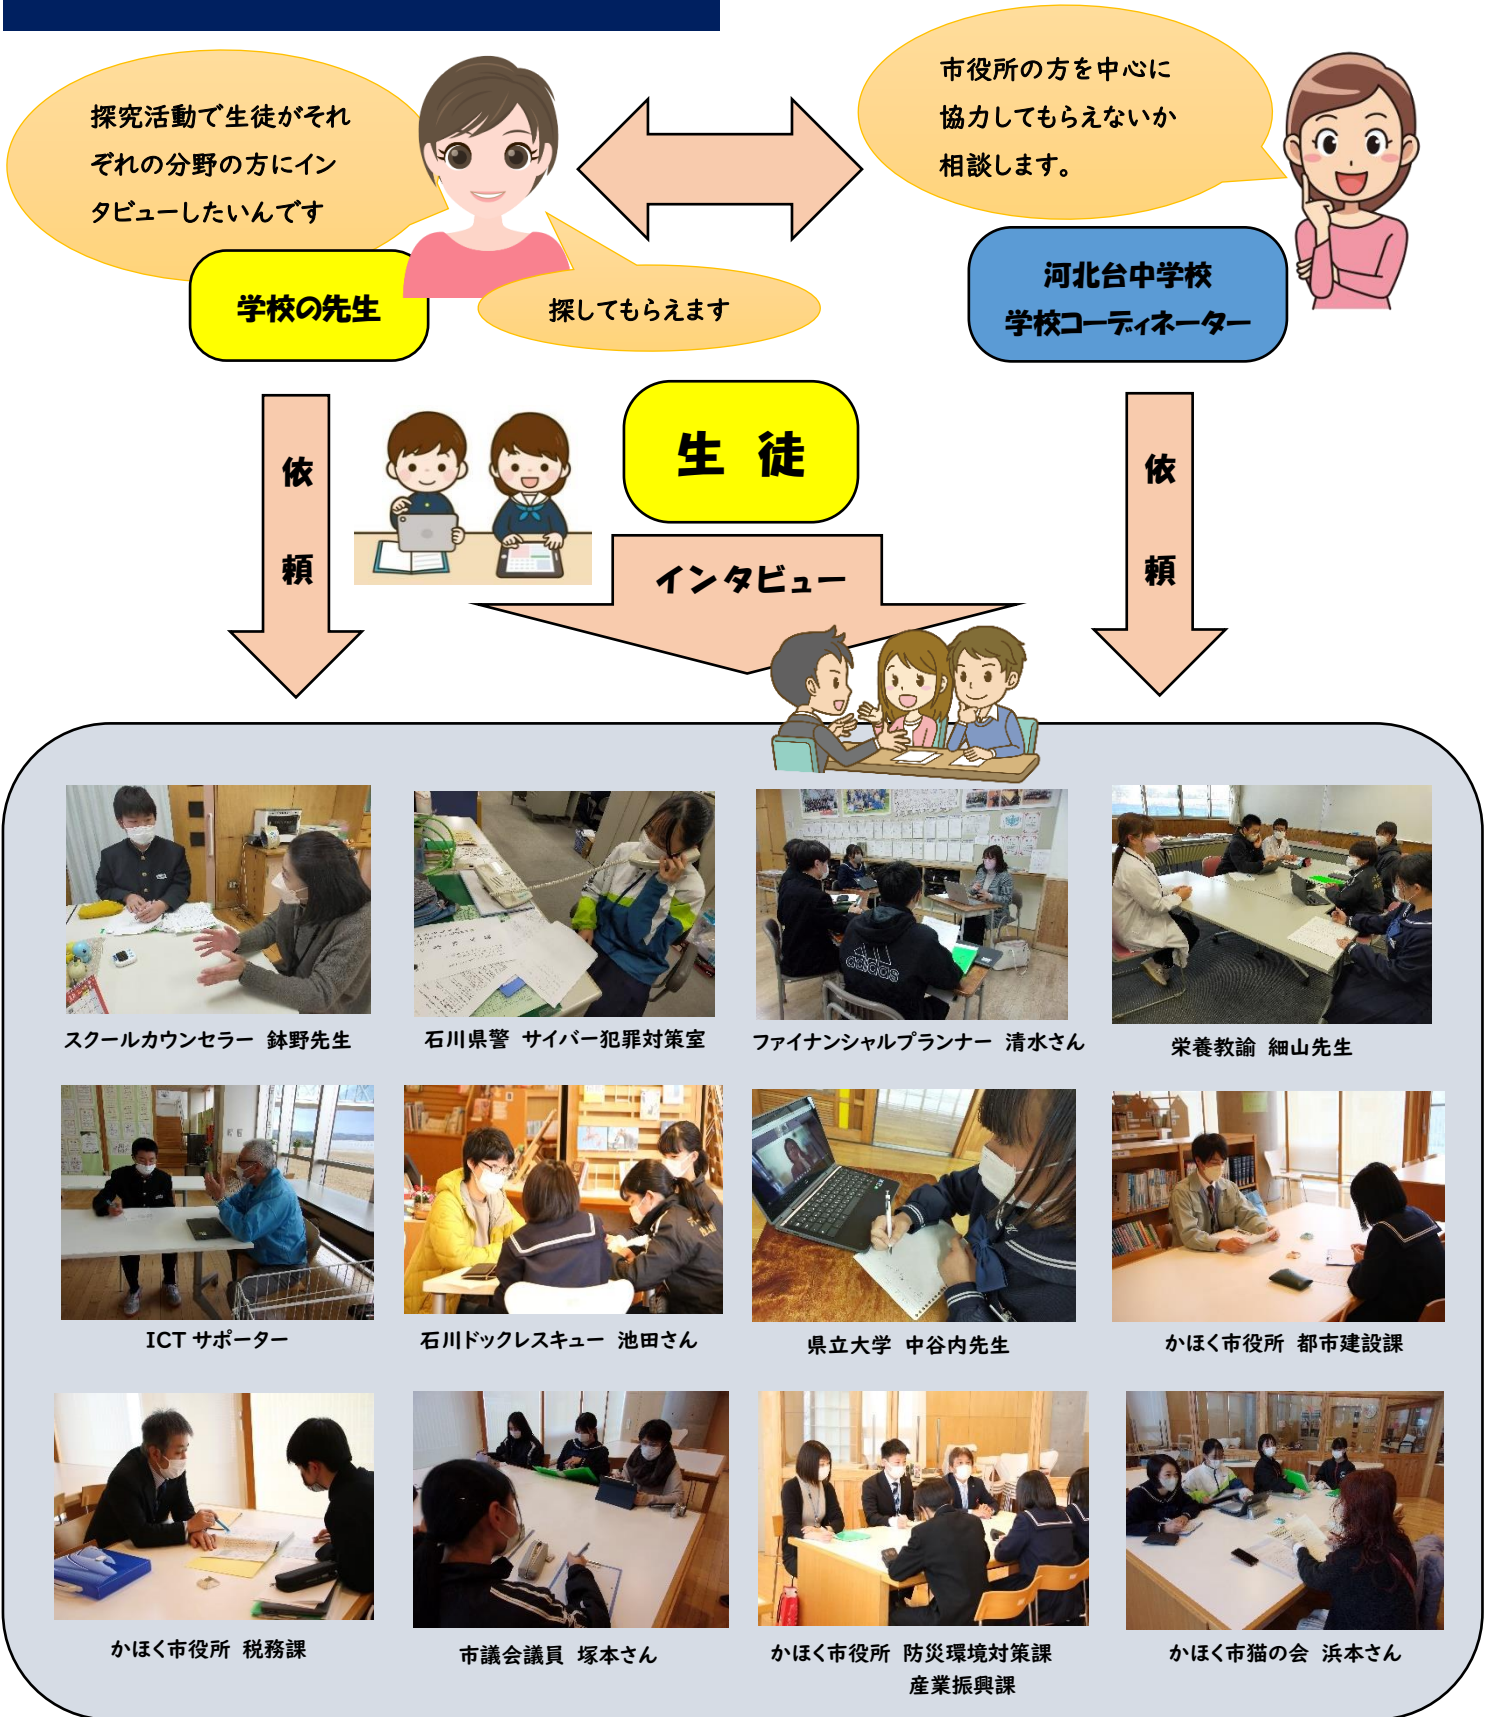 探究活動で生徒がそれ
ぞれの分野の方にイン
タビューしたいんです
市役所の方を中心に
協力してもらえないか
相談します。
学校の先生
探してもらえます
河北台中学校
学校コーディネーター
生 徒
依頼
インタビュー
依頼
スクールカウンセラー 鉢野先生
石川県警 サイバー犯罪対策室
ファイナンシャルプランナー 清水さん
栄養教諭 細山先生
adidas
ICTサポーター
石川ドックレスキュー 池田さん
県立大学 中谷内先生
かほく市役所 都市建設課
かほく市役所 税務課
市議会議員 塚本さん
かほく市役所 防災環境対策課
産業振興課
かほく市猫の会 浜本さん